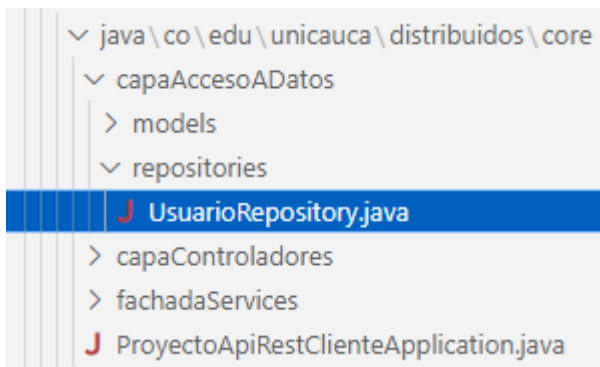 java\co\edu\unicauca\distribuidos\core
capaAccesoADatos
models
repositories
J UsuarioRepository.java
capaControladores
fachadaServices
J ProyectoApiRestClienteApplication.java